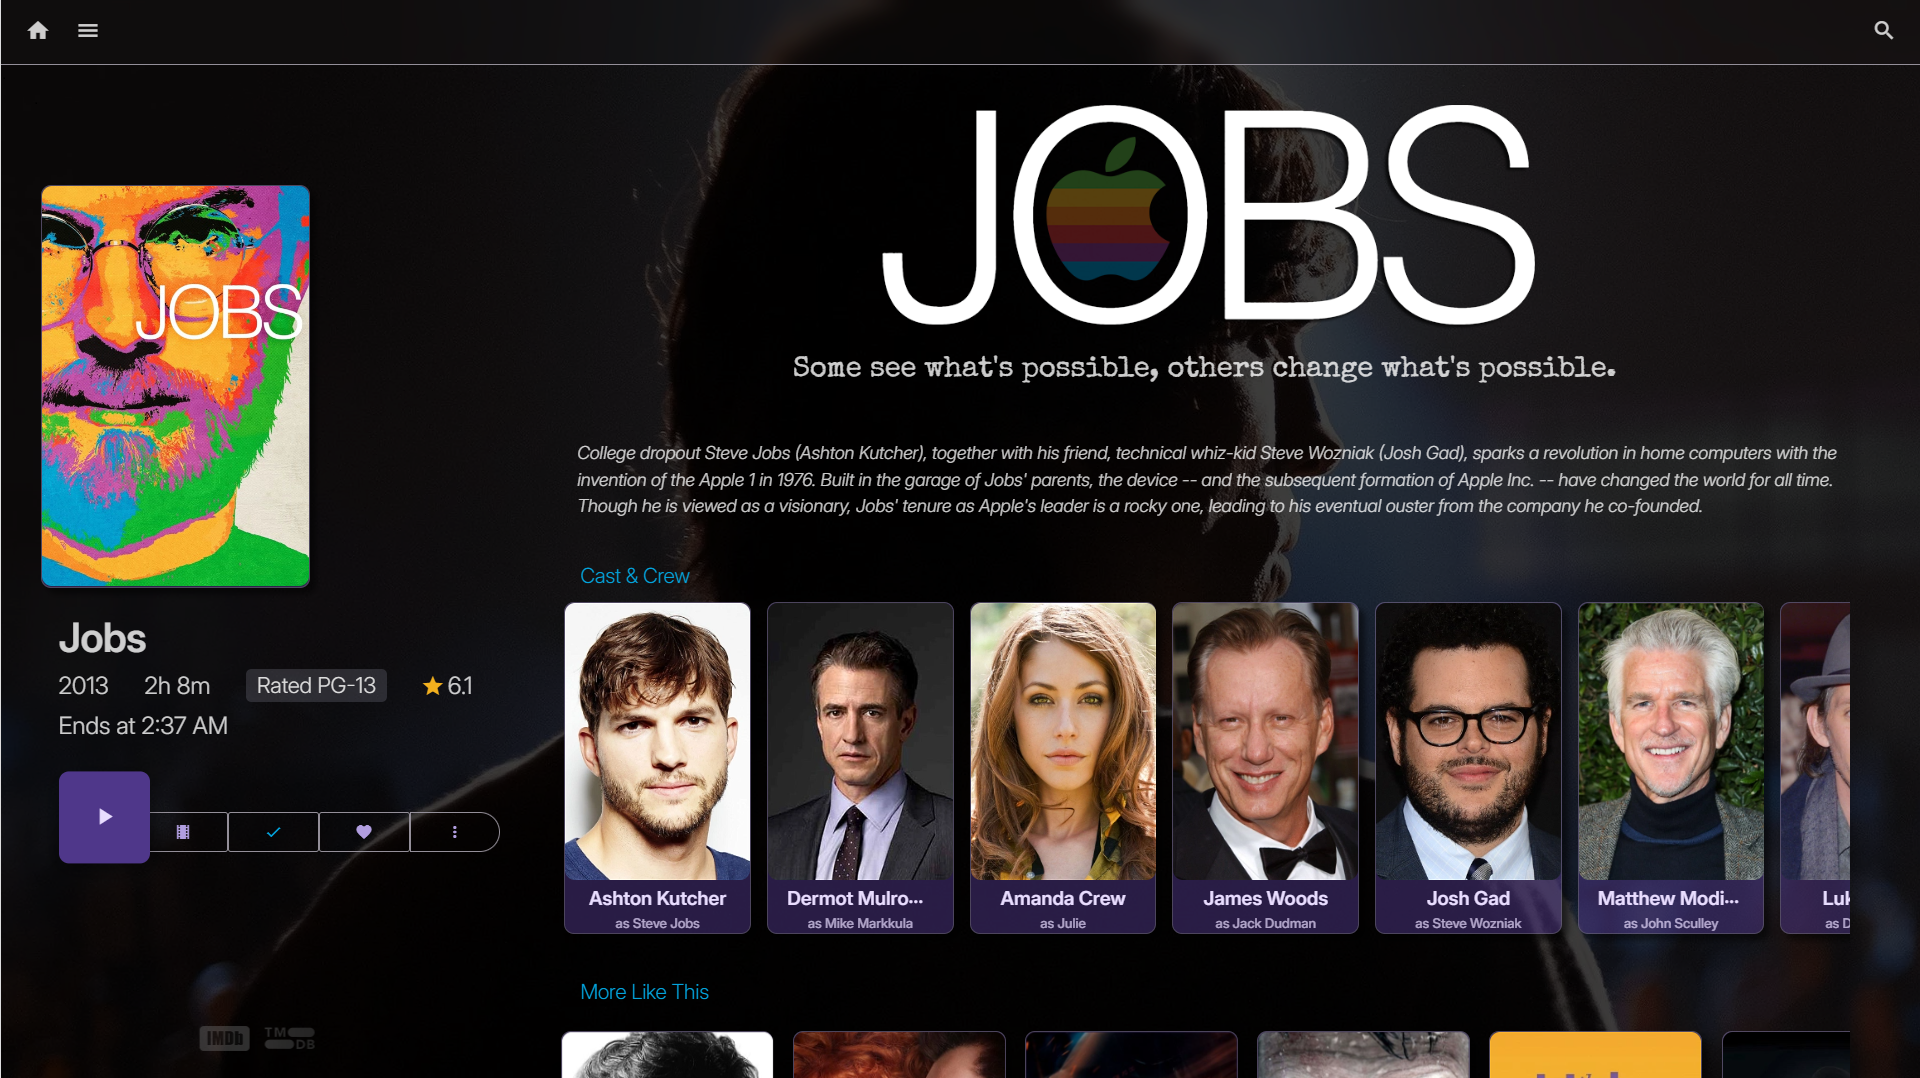 JOBS
Some see what's possible, others change what's possible.
JOBS
College dropout Steve Jobs (Ashton Kutcher), together with his friend, technical whiz-kid Steve Wozniak (Josh Gad), sparks a revolution in home computers with the
invention of the Apple 1 in 1976. Built in the garage of Jobs' parents, the device -- and the subsequent formation of Apple Inc. -- have changed the world for all time.
Though he is viewed as a visionary, Jobs' tenure as Apple's leader is a rocky one, leading to his eventual ouster from the company he co-founded.
Jobs
2013 2h 8m Rated PG-13 6.1
Ends at 2:37 AM
Cast & Crew
Ashton Kutcher
as Steve Jobs
Dermot Mulro...
as Mike Markkula
Amanda Crew
as Julie
James Woods
as Jack Dudman
Josh Gad
as Steve Wozniak
Matthew Modi...
as John Sculley
Luk
as D
More Like This
IMDb
TM
DB